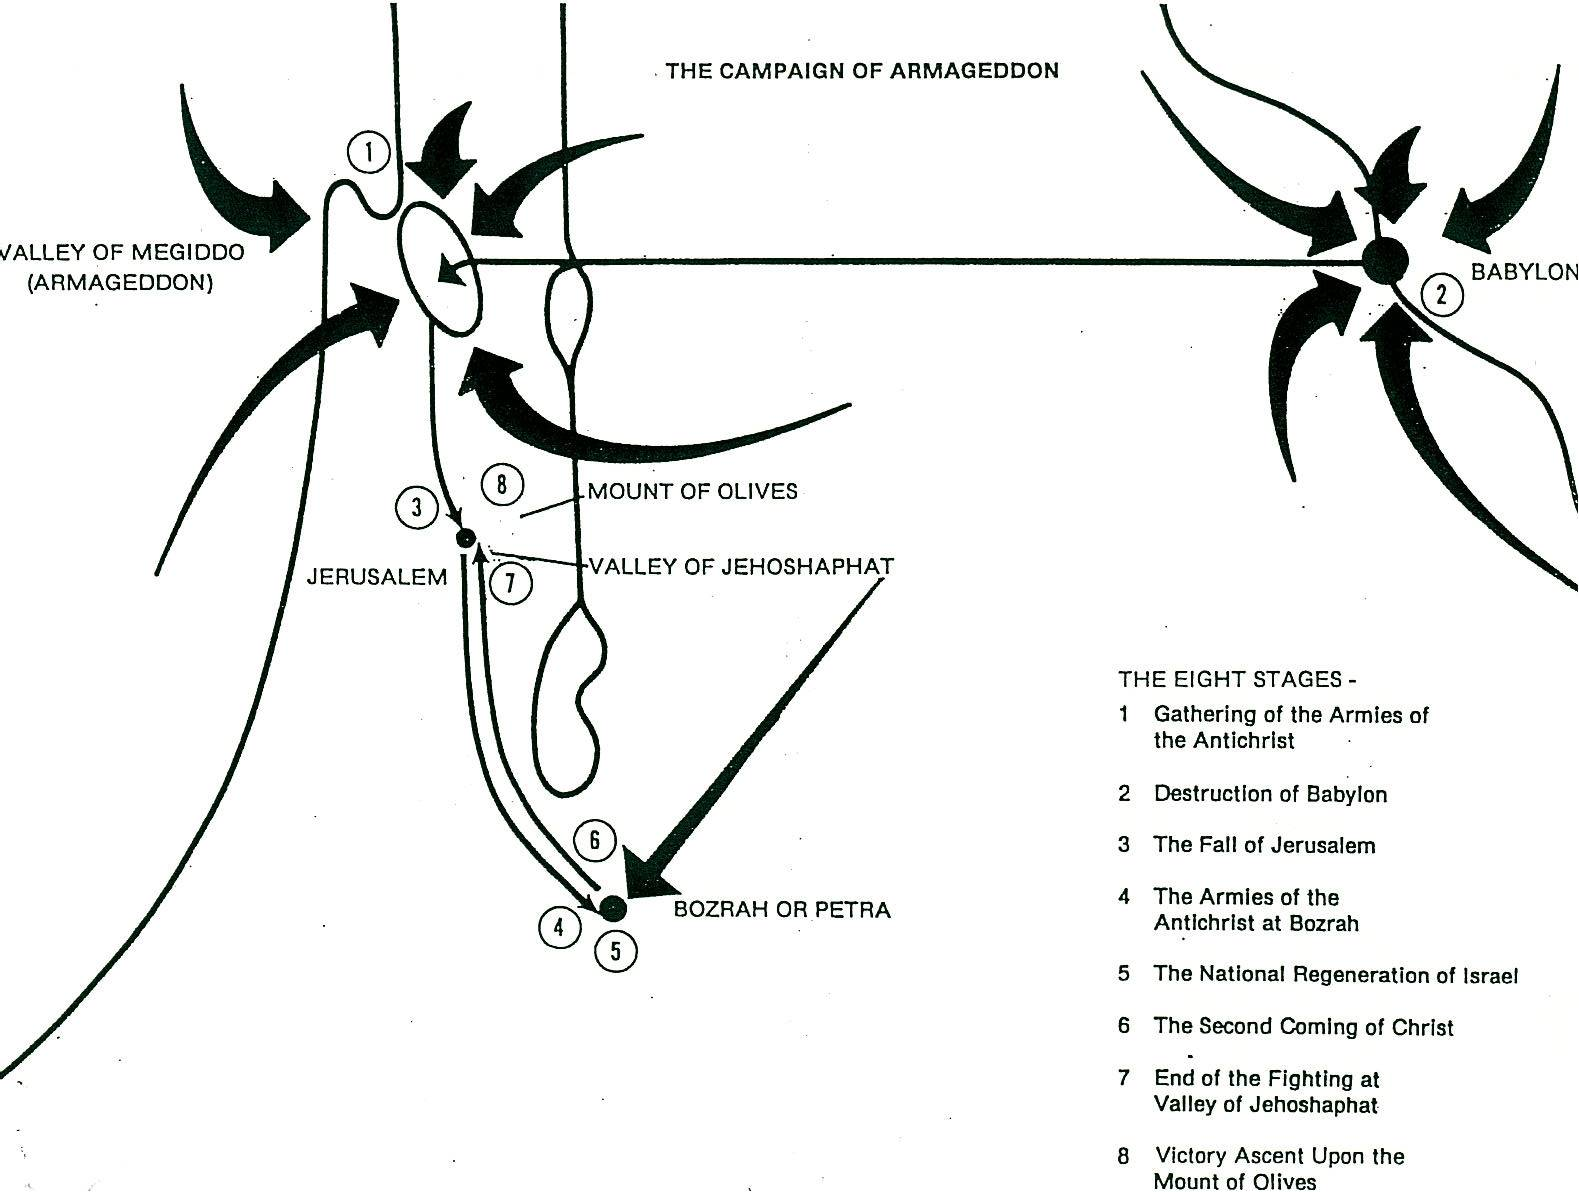 THE CAMPAIGN OF ARMAGEDDON
1
VALLEY OF MEGIDDO
(ARMAGEDDON)
BABYLON
2
3
8
MOUNT OF OLIVES
JERUSALEM
7
VALLEY OF JEHOSHAPHAT
6
BOZRAH OR PETRA
4
5
THE EIGHT STAGES -
1 Gathering of the Armies of
the Antichrist
2 Destruction of Babylon
3 The Fall of Jerusalem
4 The Armies of the
Antichrist at Bozrah
5 The National Regeneration of Israel
6 The Second Coming of Christ
7 End of the Fighting at
Valley of Jehoshaphat
8 Victory Ascent Upon the
Mount of Olives